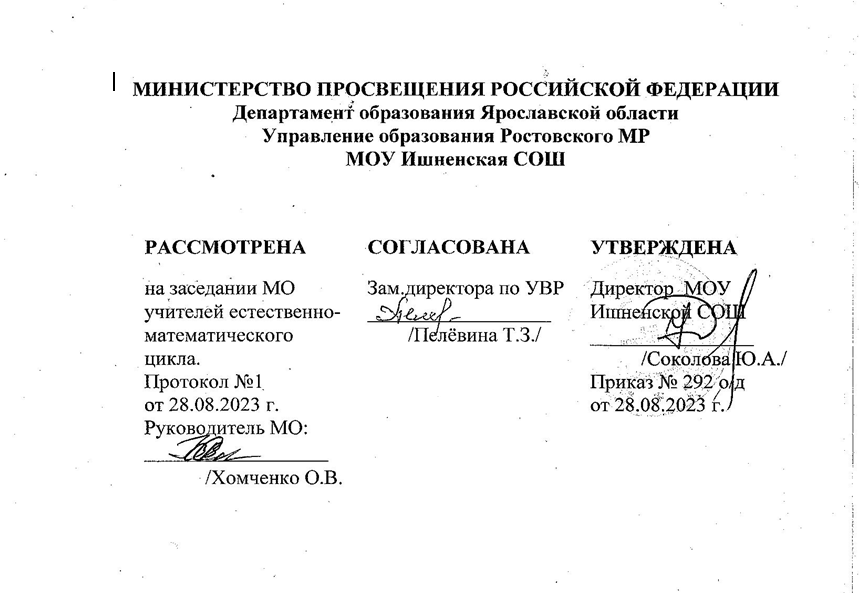 МИНИСТЕРСТВО ПРОСВЕЩЕНИЯ РОССИЙСКОЙ ФЕДЕРАЦИИ
Департамент образования Ярославской области
Управление образования Ростовского МР
МОУ Ишненская СОШ
РАССМОТРЕНА
на заседании МО
учителей естественно-
математического
цикла.
Протокол №1
от 28.08.2023 г.
Руководитель МО:
/Хомченко О.В.
СОГЛАСОВАНА
Зам.директора по УВР
/Пелёвина Т.З./
УТВЕРЖДЕНА
Директор МОУ
Ишненской СОШ
/Соколова Ю.А./
Приказ № 292 о/д
от 28.08.2023 г.